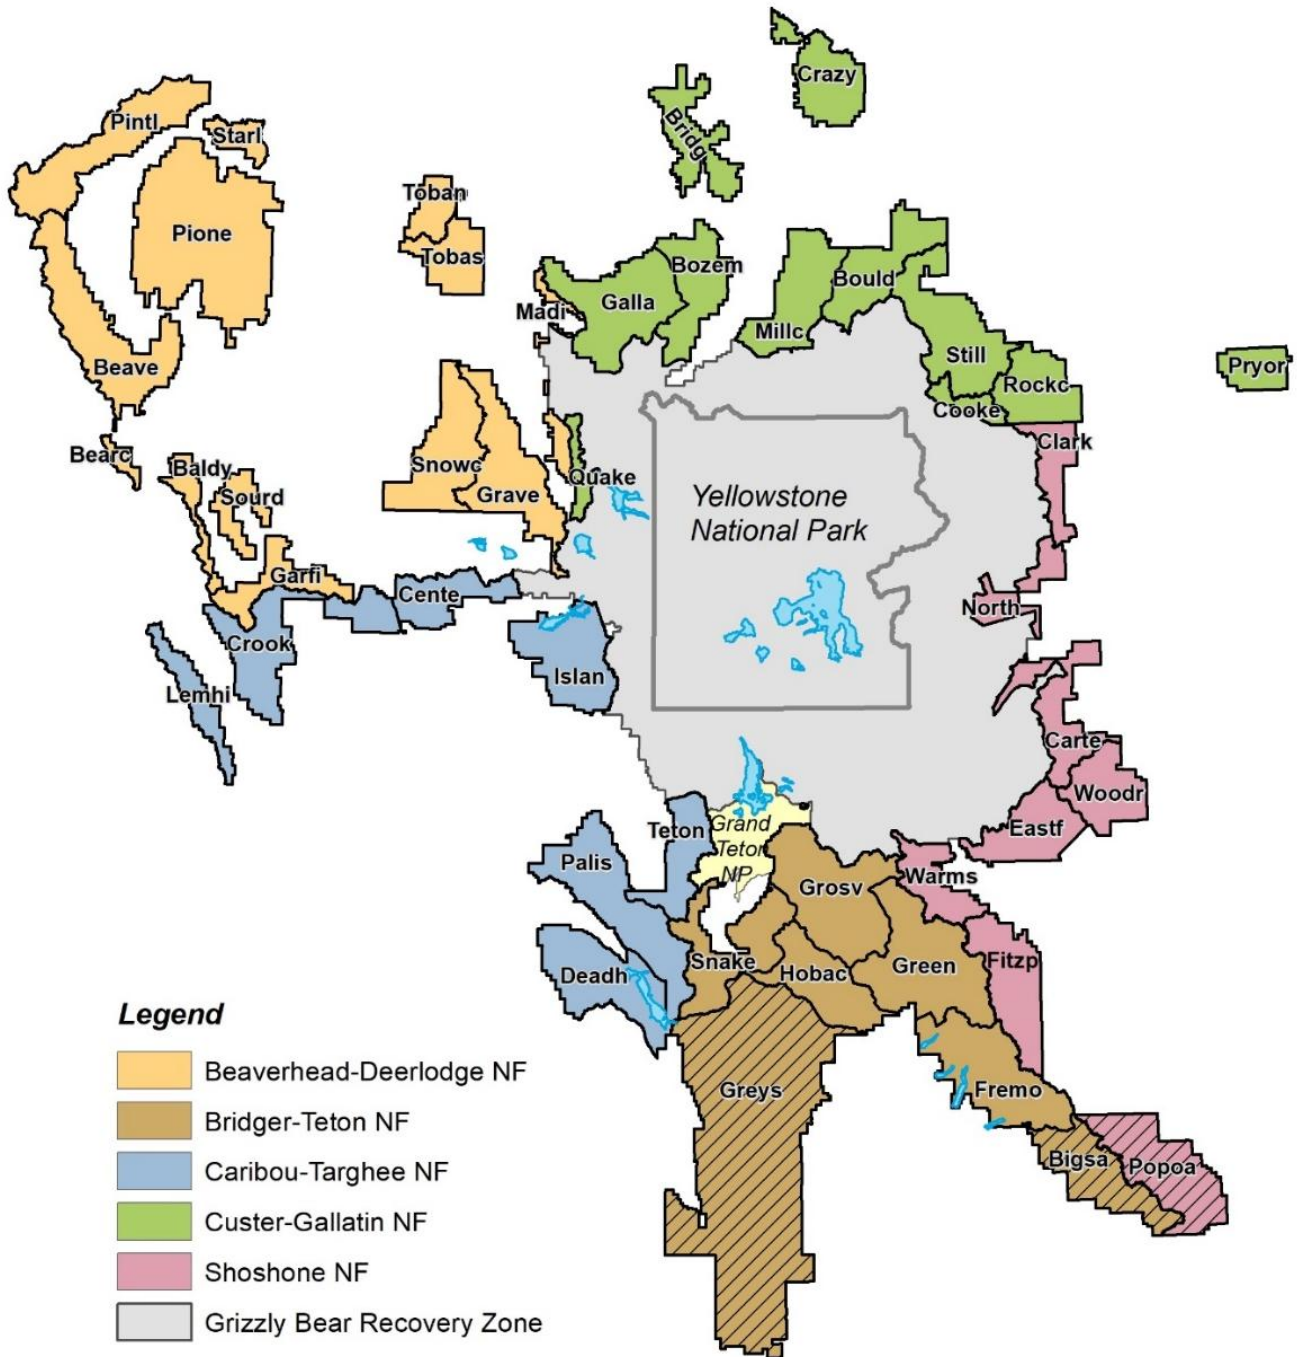 Crazy
Bridg
Pintl
Starl
Pione
Toban
Tobas
Bozem
Galla
Madi
Bould
Millc
Still
Rockc
Cooke
Pryor
Beave
Bearc
Baldy
Sourd
Snowc
Grave
Quake
Clark
Yellowstone
National Park
Garfi
Cente
North
Crook
Lemhi
Islan
Carte
Woodr
Eastf
Teton
Grand
Teton
NP
Palis
Grosv
Warms
Deadh
Snake
Hobac
Green
Fitzp
Greys
Fremo
Bigsa
Popoa
Legend
Beaverhead-Deerlodge NF
Bridger-Teton NF
Caribou-Targhee NF
Custer-Gallatin NF
Shoshone NF
Grizzly Bear Recovery Zone